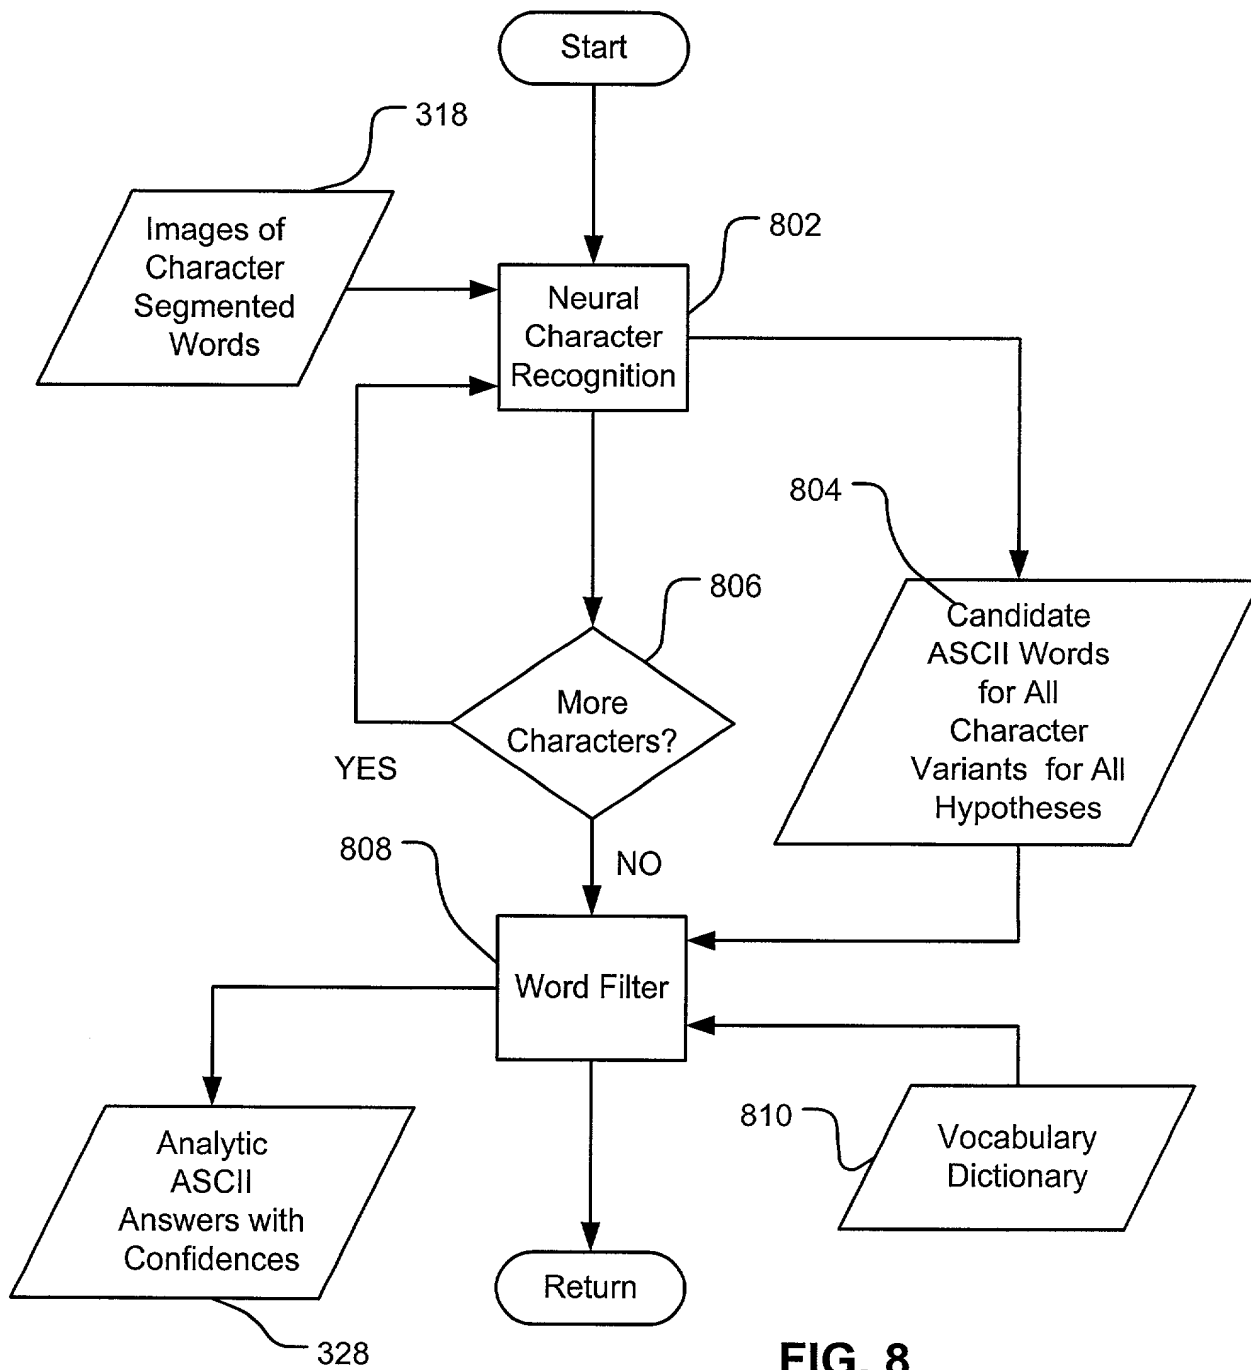 Start
318
Images of
Character
Segmented
Words
802
Neural
Character
Recognition
804
Candidate
ASCII Words
for All
Character
Variants for All
Hypotheses
806
More
Characters?
YES
NO
808
Word Filter
810
Vocabulary
Dictionary
Analytic
ASCII
Answers with
Confidences
328
Return
FIG. 8